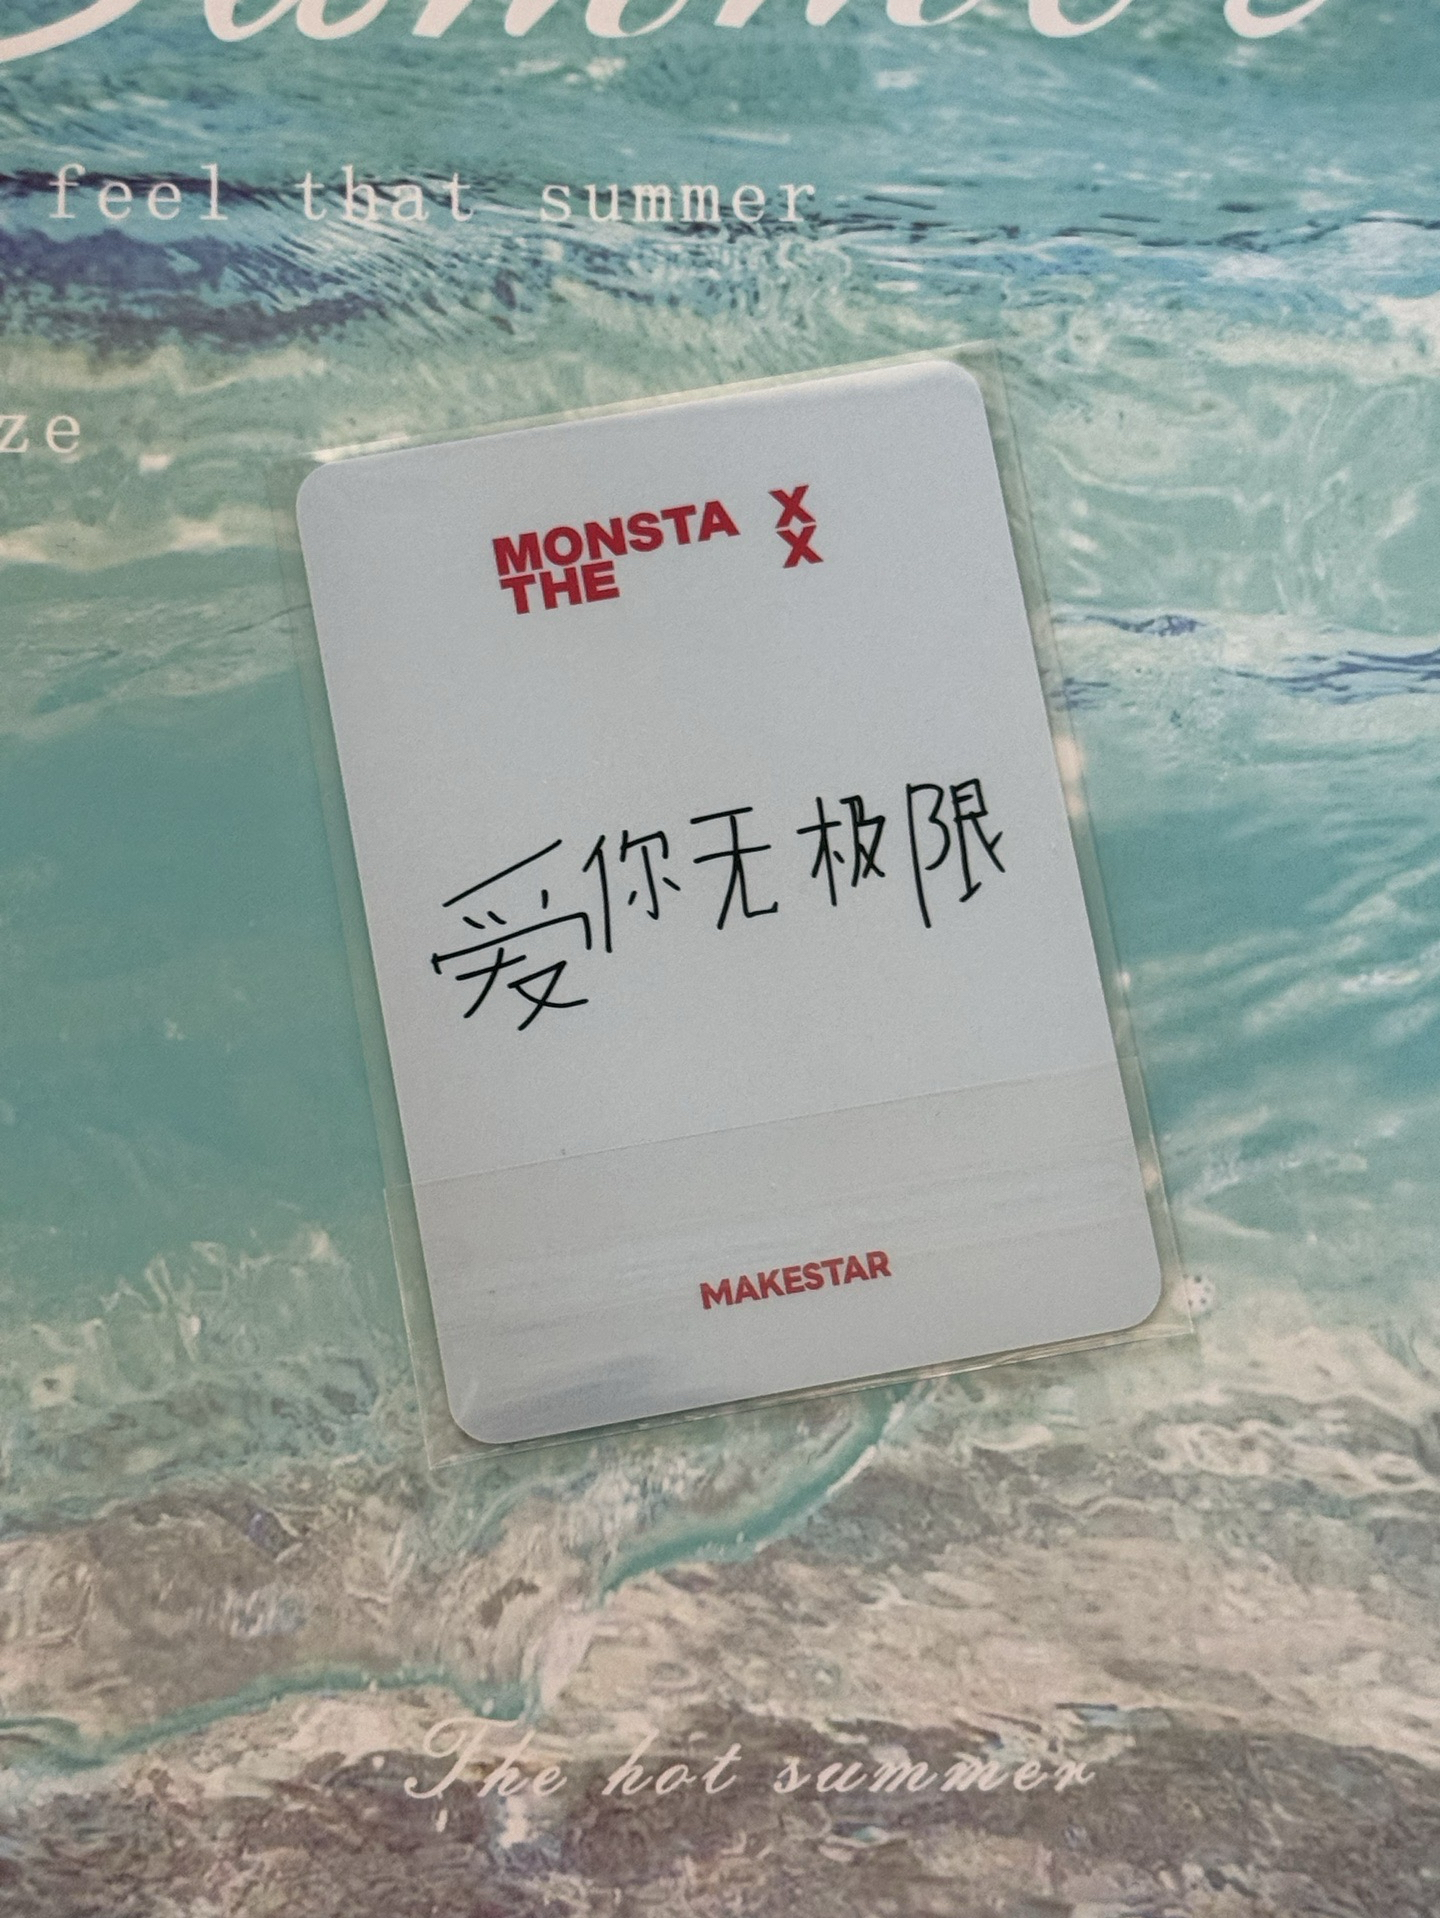 feel that summer
ze
MONSTA X
THE X
爱你无极限
MAKESTAR
The hot summer